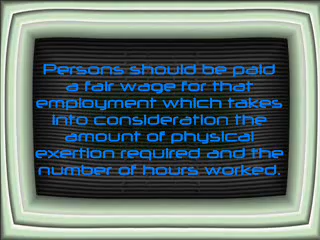 Persons should be paid
a fair wage for that
employment which takes
into consideration the
amount of physical
exertion required and the
number of hours worked.